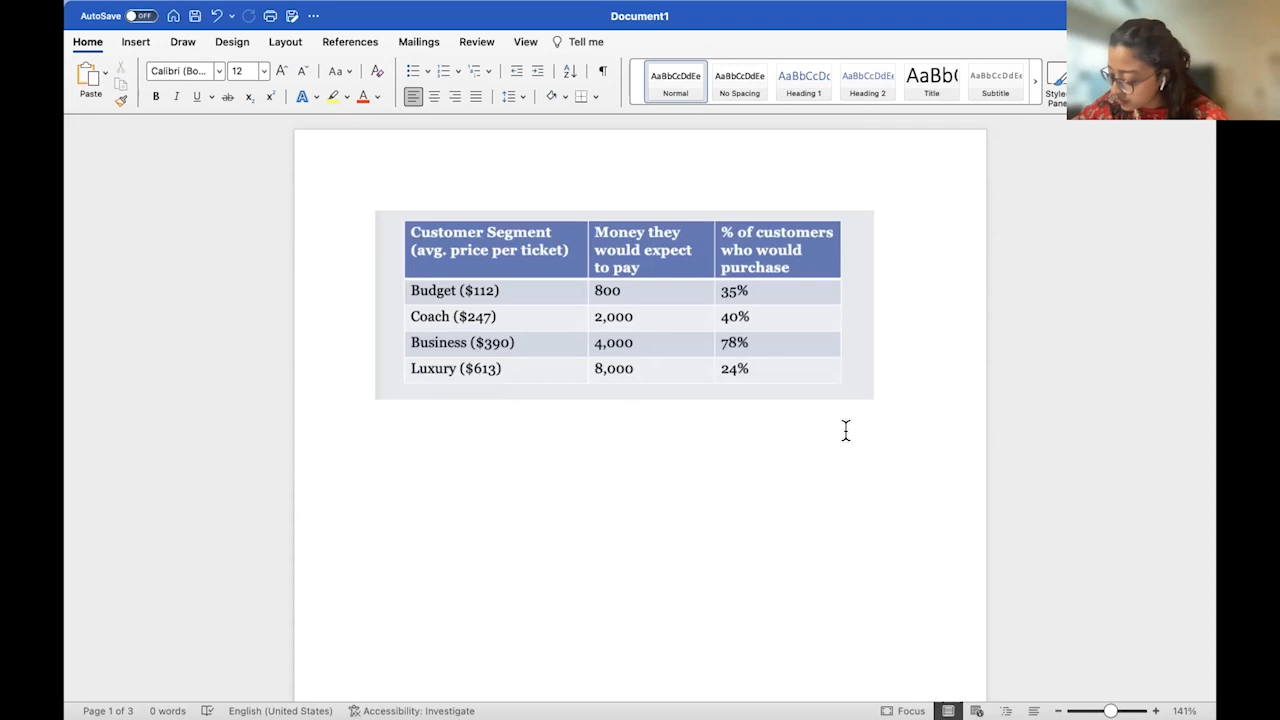 AutoSave OFF
Document1
Home Insert Draw Design Layout References Mailings Review View Tell me
Paste
Calibri (Bo... 12
AaBbCcDdEe
Normal
AaBbCcDdEe
No Spacing
AaBbCcDc
Heading 1
AaBbCcDdEe
Heading 2
AaBb(
Title
AaBbCcDdEe
Subtitle
Styles
Pane
Customer Segment
(avg. price per ticket)
Money they
would expect
to pay
% of customers
who would
purchase
Budget ($112) 800 35%
Coach ($247) 2,000 40%
Business ($390) 4,000 78%
Luxury ($613) 8,000 24%
Page 1 of 3 0 words English (United States) Accessibility: Investigate Focus 141%